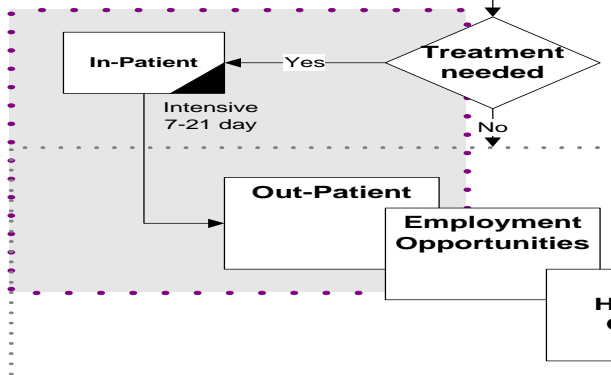 Treatment
needed
In-Patient
Yes
Intensive
7-21 day
No
Out-Patient
Employment
Opportunities